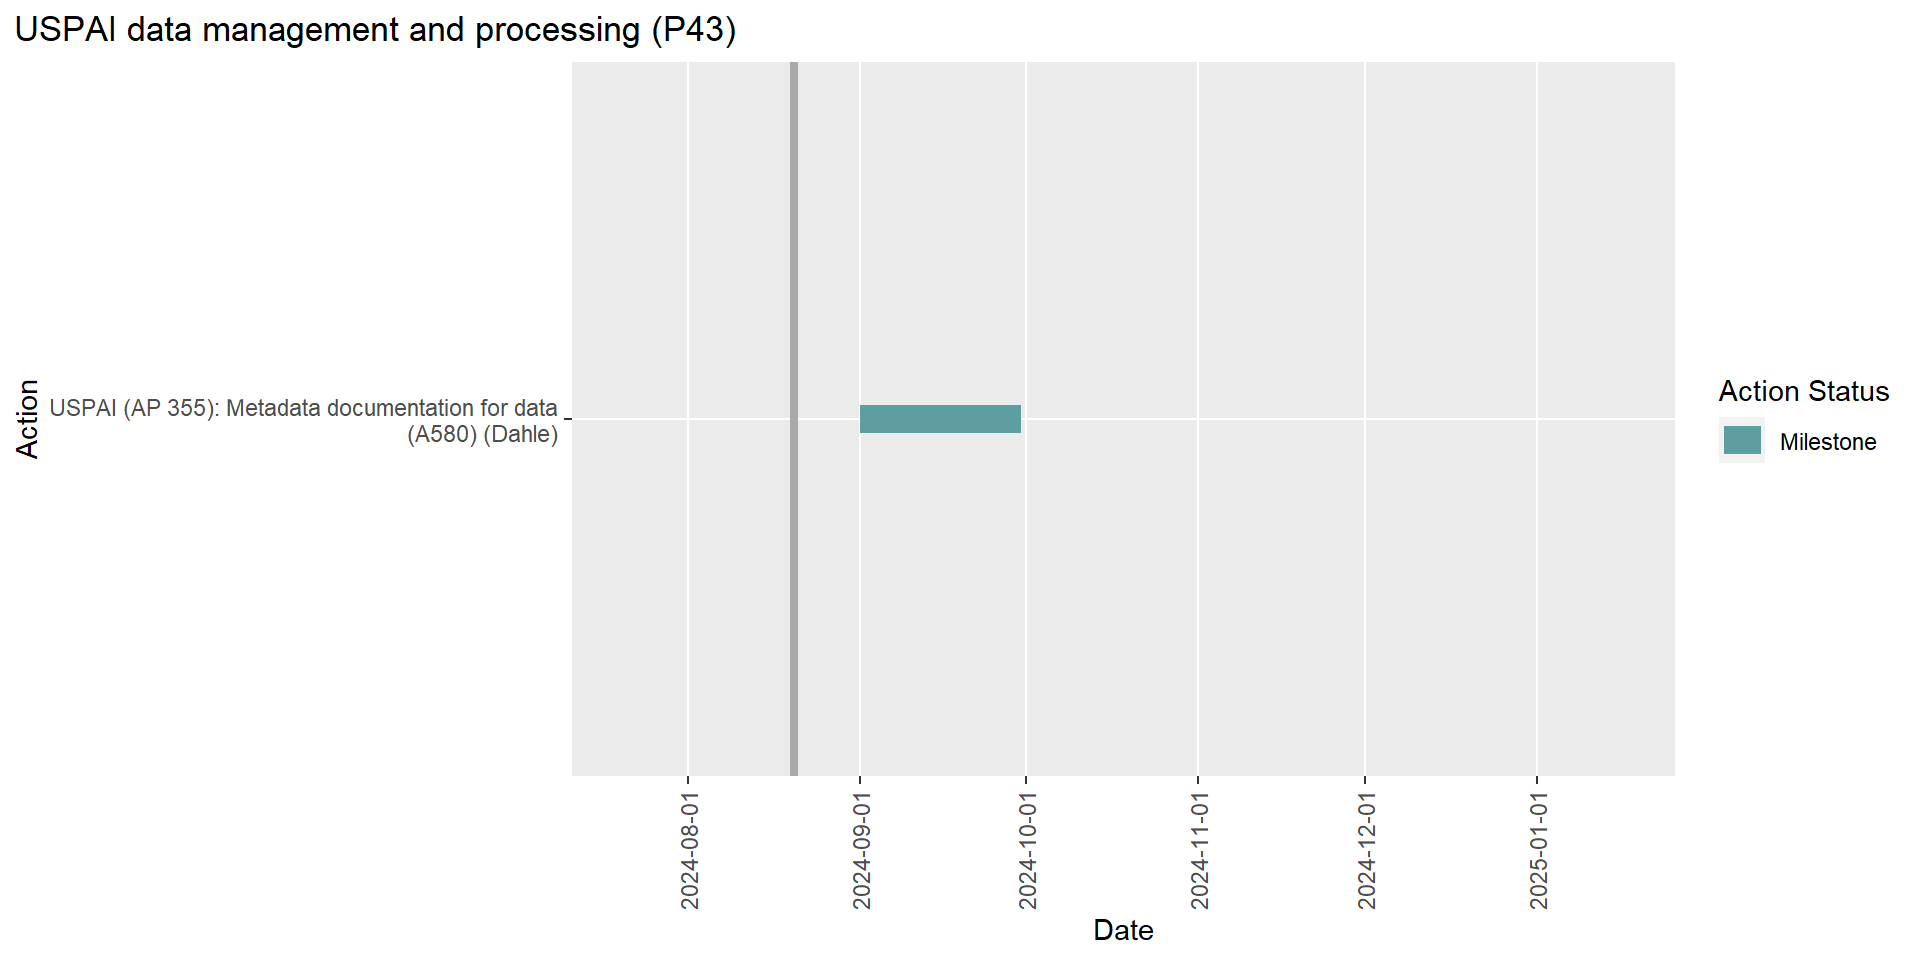 USPAI data management and processing (P43)
Action
USPAI (AP 355): Metadata documentation for data
(A580) (Dahle)
2024-08-01
2024-09-01
2024-10-01
2024-11-01
2024-12-01
2025-01-01
Date
Action Status
Milestone